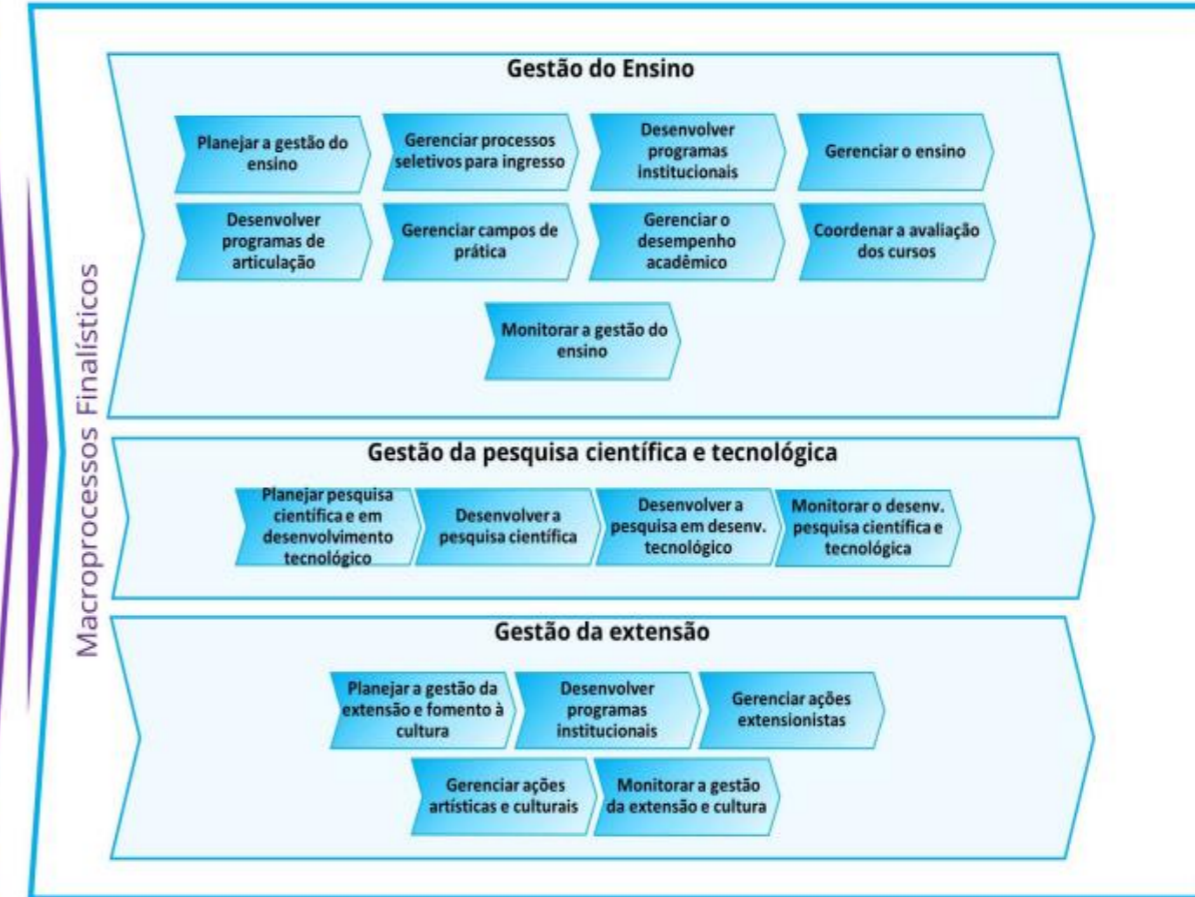 Macroprocessos Finalísticos
Gestão do Ensino
Planejar a gestão do
ensino
Gerenciar processos
seletivos para ingresso
Desenvolver
programas
institucionais
Gerenciar o ensino
Desenvolver
programas de
articulação
Gerenciar campos de
prática
Gerenciar o
desempenho
acadêmico
Coordenar a avaliação
dos cursos
Monitorar a gestão do
ensino
Gestão da pesquisa científica e tecnológica
Planejar pesquisa
científica e em
desenvolvimento
tecnológico
Desenvolver a
pesquisa científica
Desenvolver a
pesquisa em desenv.
tecnológico
Monitorar o desenv.
pesquisa científica e
tecnológica
Gestão da extensão
Planejar a gestão da
extensão e fomento à
cultura
Desenvolver
programas
institucionais
Gerenciar ações
extensionistas
Gerenciar ações
artísticas e culturais
Monitorar a gestão
da extensão e cultura